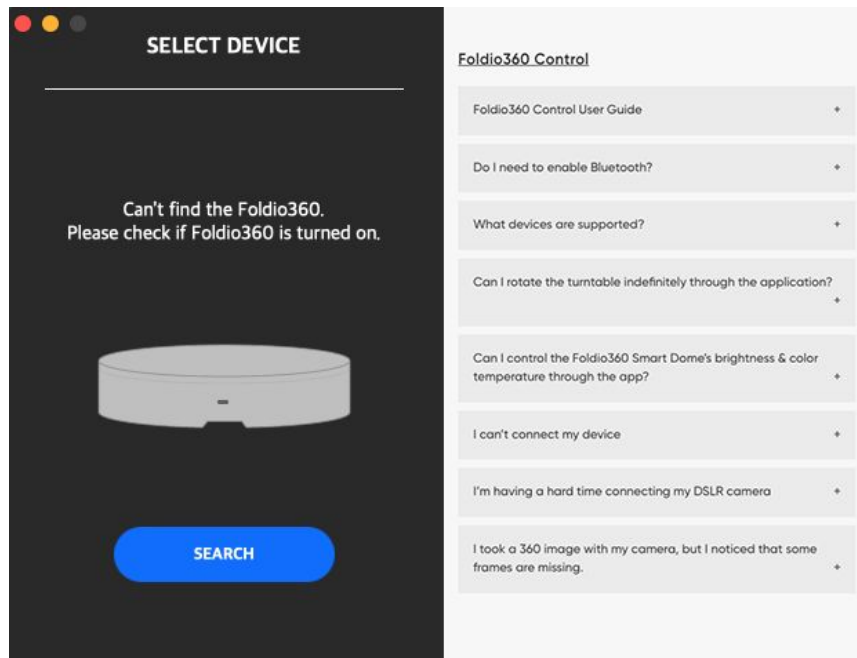 SELECT DEVICE
Can't find the Foldio360.
Please check if Foldio360 is turned on.
SEARCH
Foldio360 Control
Foldio360 Control User Guide +
Do I need to enable Bluetooth? +
What devices are supported? +
Can I rotate the turntable indefinitely through the application?
+
Can I control the Foldio360 Smart Dome's brightness & color
temperature through the app? +
I can't connect my device +
I'm having a hard time connecting my DSLR camera +
I took a 360 image with my camera, but I noticed that some
frames are missing. +